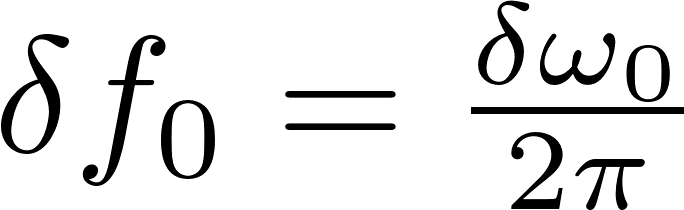 δf₀ = δω₀/2π